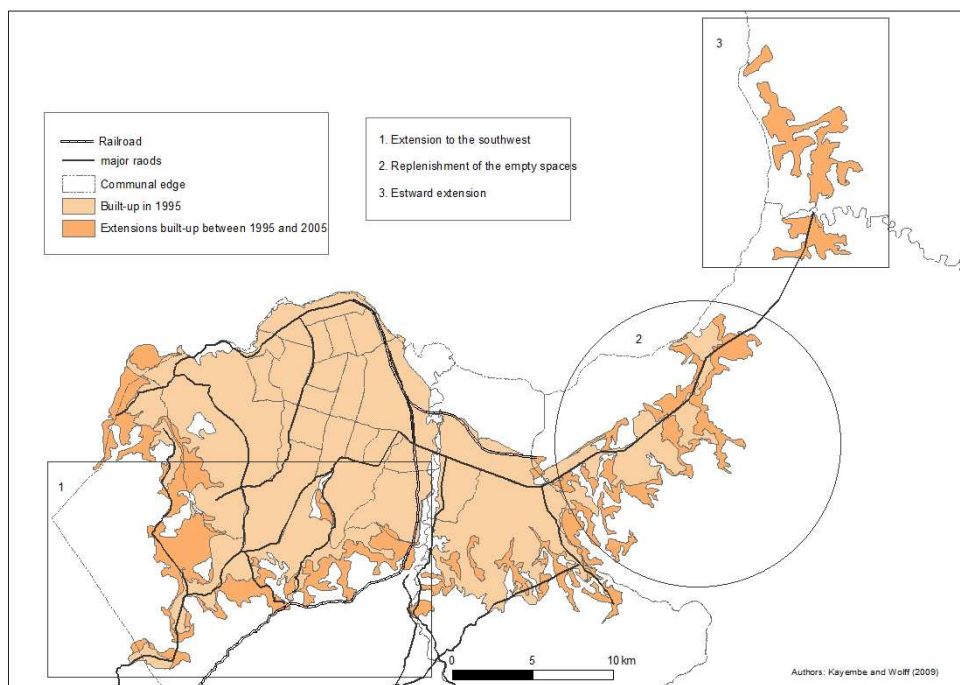 3
Railroad
major raods
Communal edge
Built-up in 1995
Extensions built-up between 1995 and 2005
1. Extension to the southwest
2. Replenishment of the empty spaces
3. Estward extension
2
1
0 5 10 km
Authors: Kayembe and Wolff (2009)